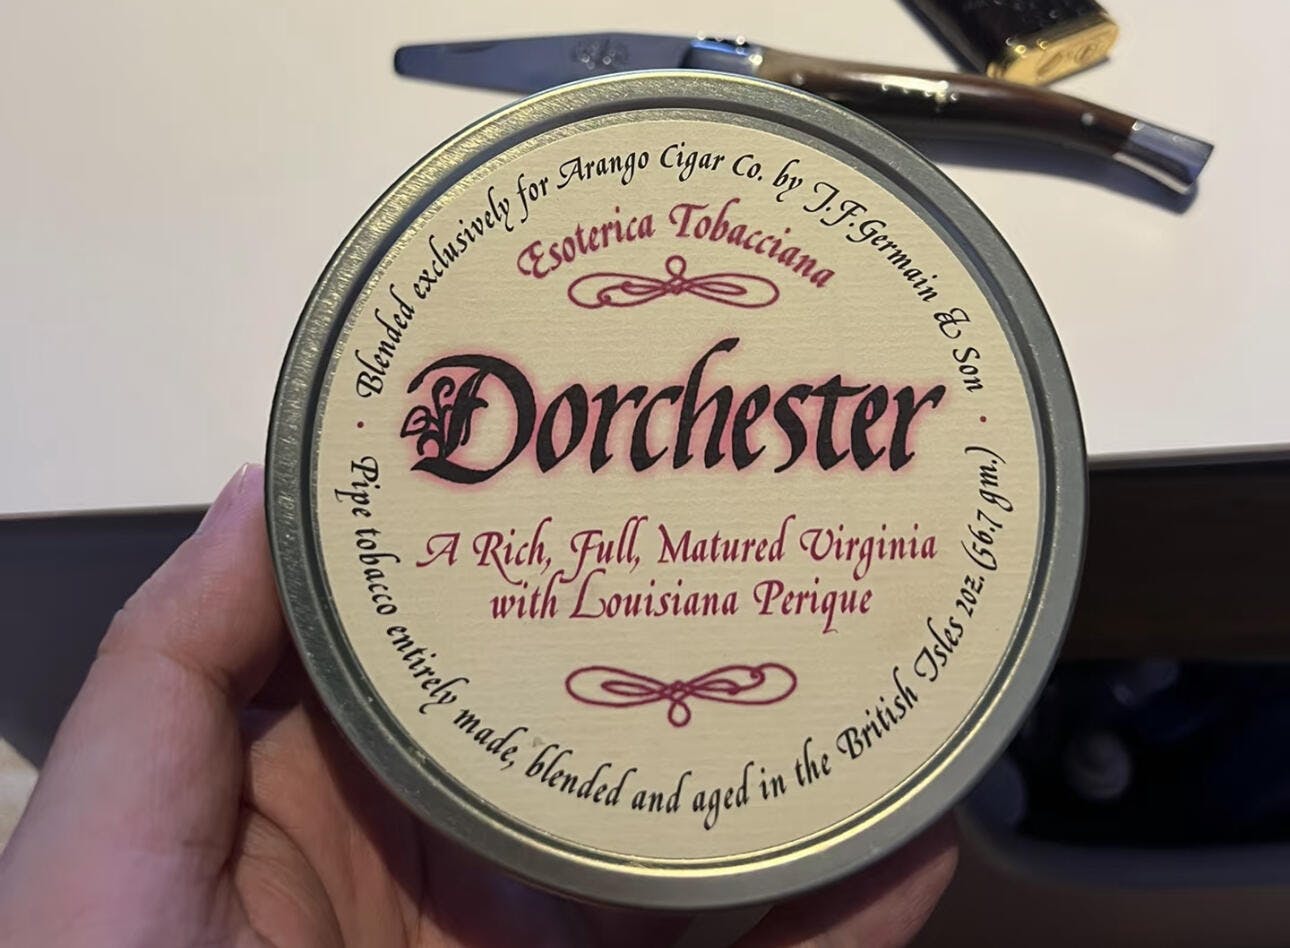 Blended exclusively for Arango Cigar Co. by J.F. Germain & Son
Esoterica Tobacciana
Dorchester
A Rich, Full, Matured Virginia
with Louisiana Perique
Pipe tobacco entirely made, blended and aged in the British Isles 2oz. (56.7 gm.)